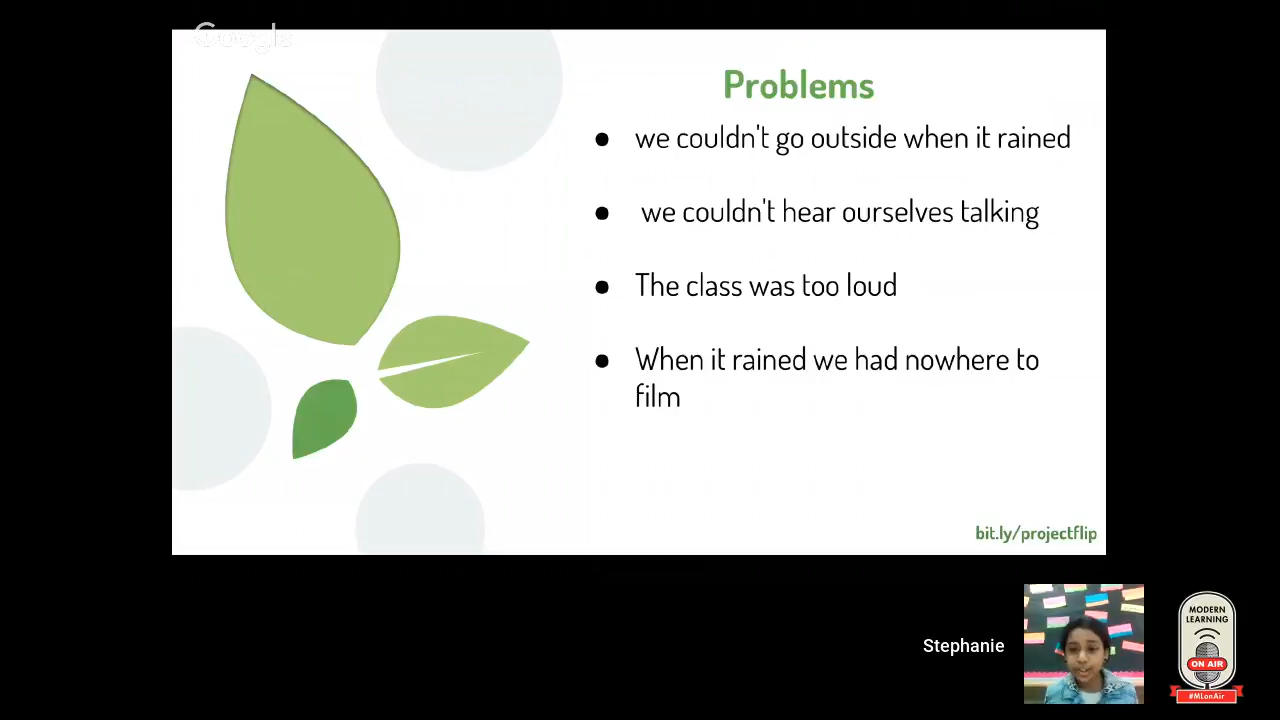 Google
Problems
● we couldn't go outside when it rained
● we couldn't hear ourselves talking
● The class was too loud
● When it rained we had nowhere to
film
bit.ly/projectflip
Stephanie
MODERN
LEARNING
ON AIR
#MLonAir